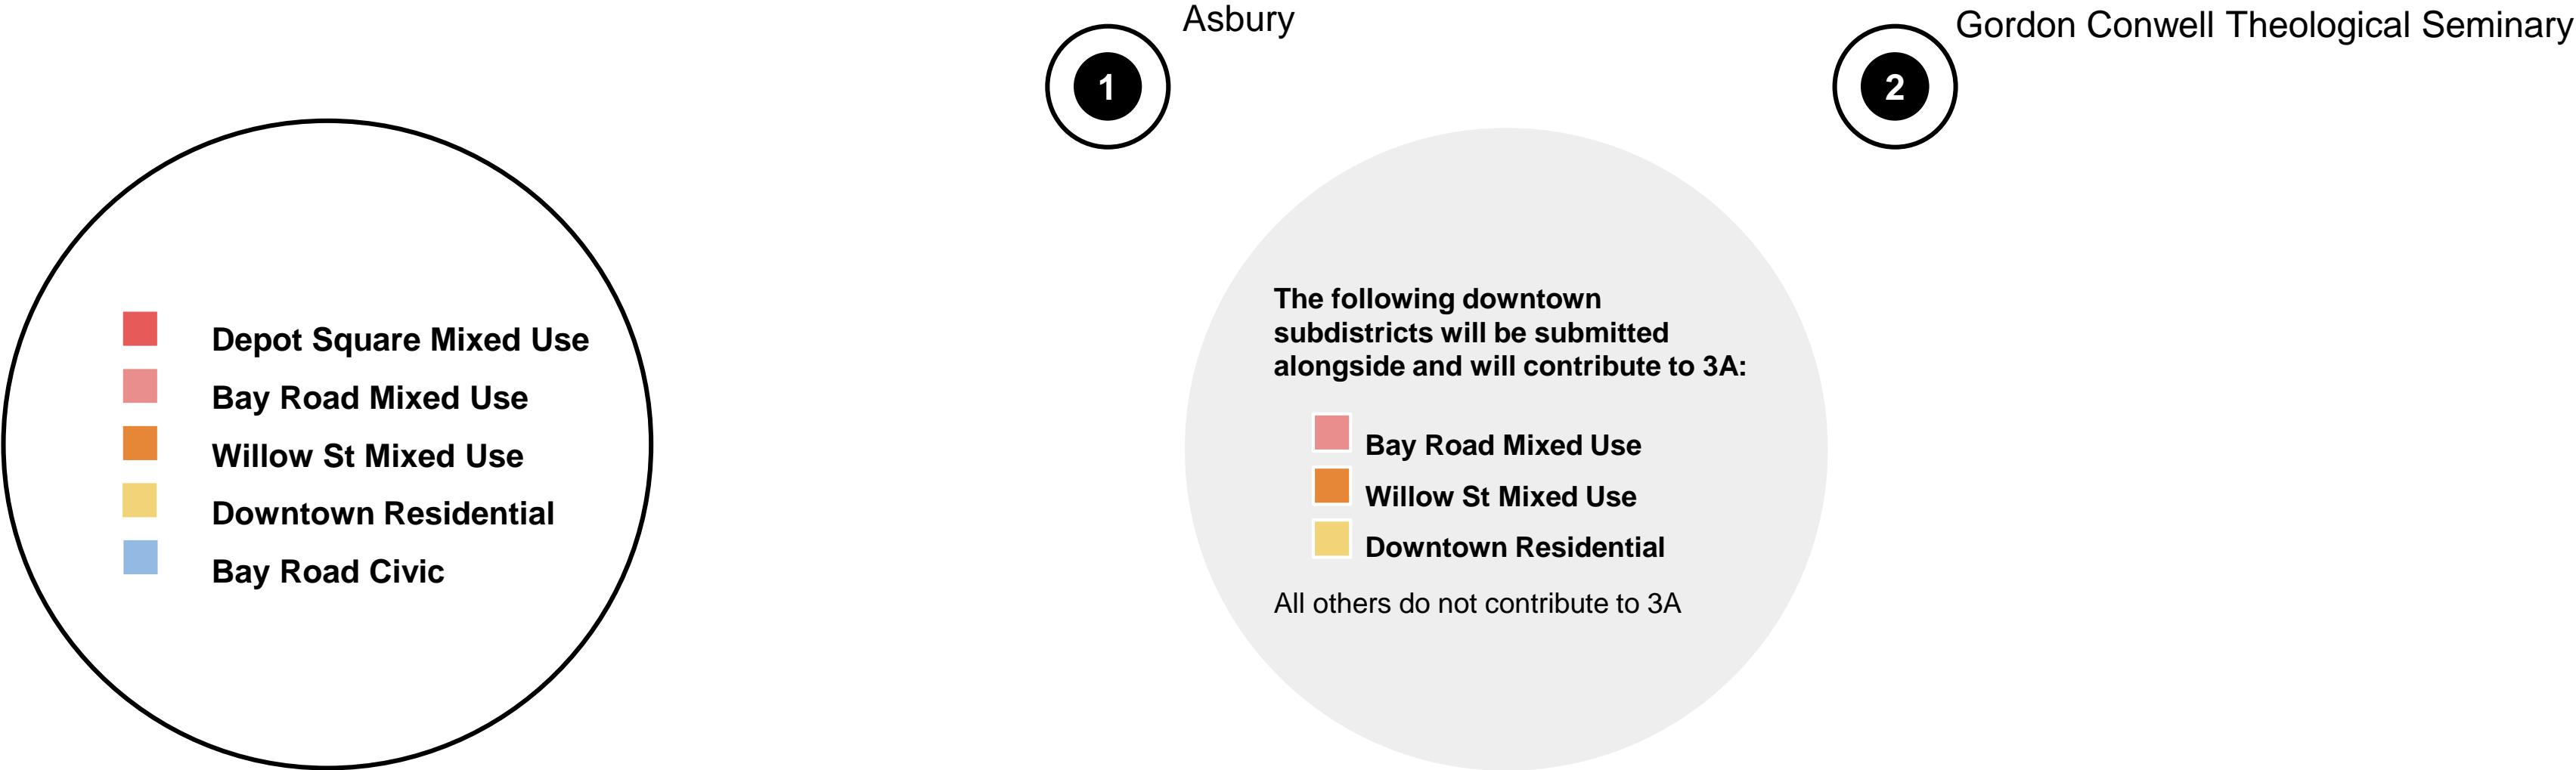 Depot Square Mixed Use
Bay Road Mixed Use
Willow St Mixed Use
Downtown Residential
Bay Road Civic
1
Asbury
2
Gordon Conwell Theological Seminary
The following downtown
subdistricts will be submitted
alongside and will contribute to 3A:
Bay Road Mixed Use
Willow St Mixed Use
Downtown Residential
All others do not contribute to 3A